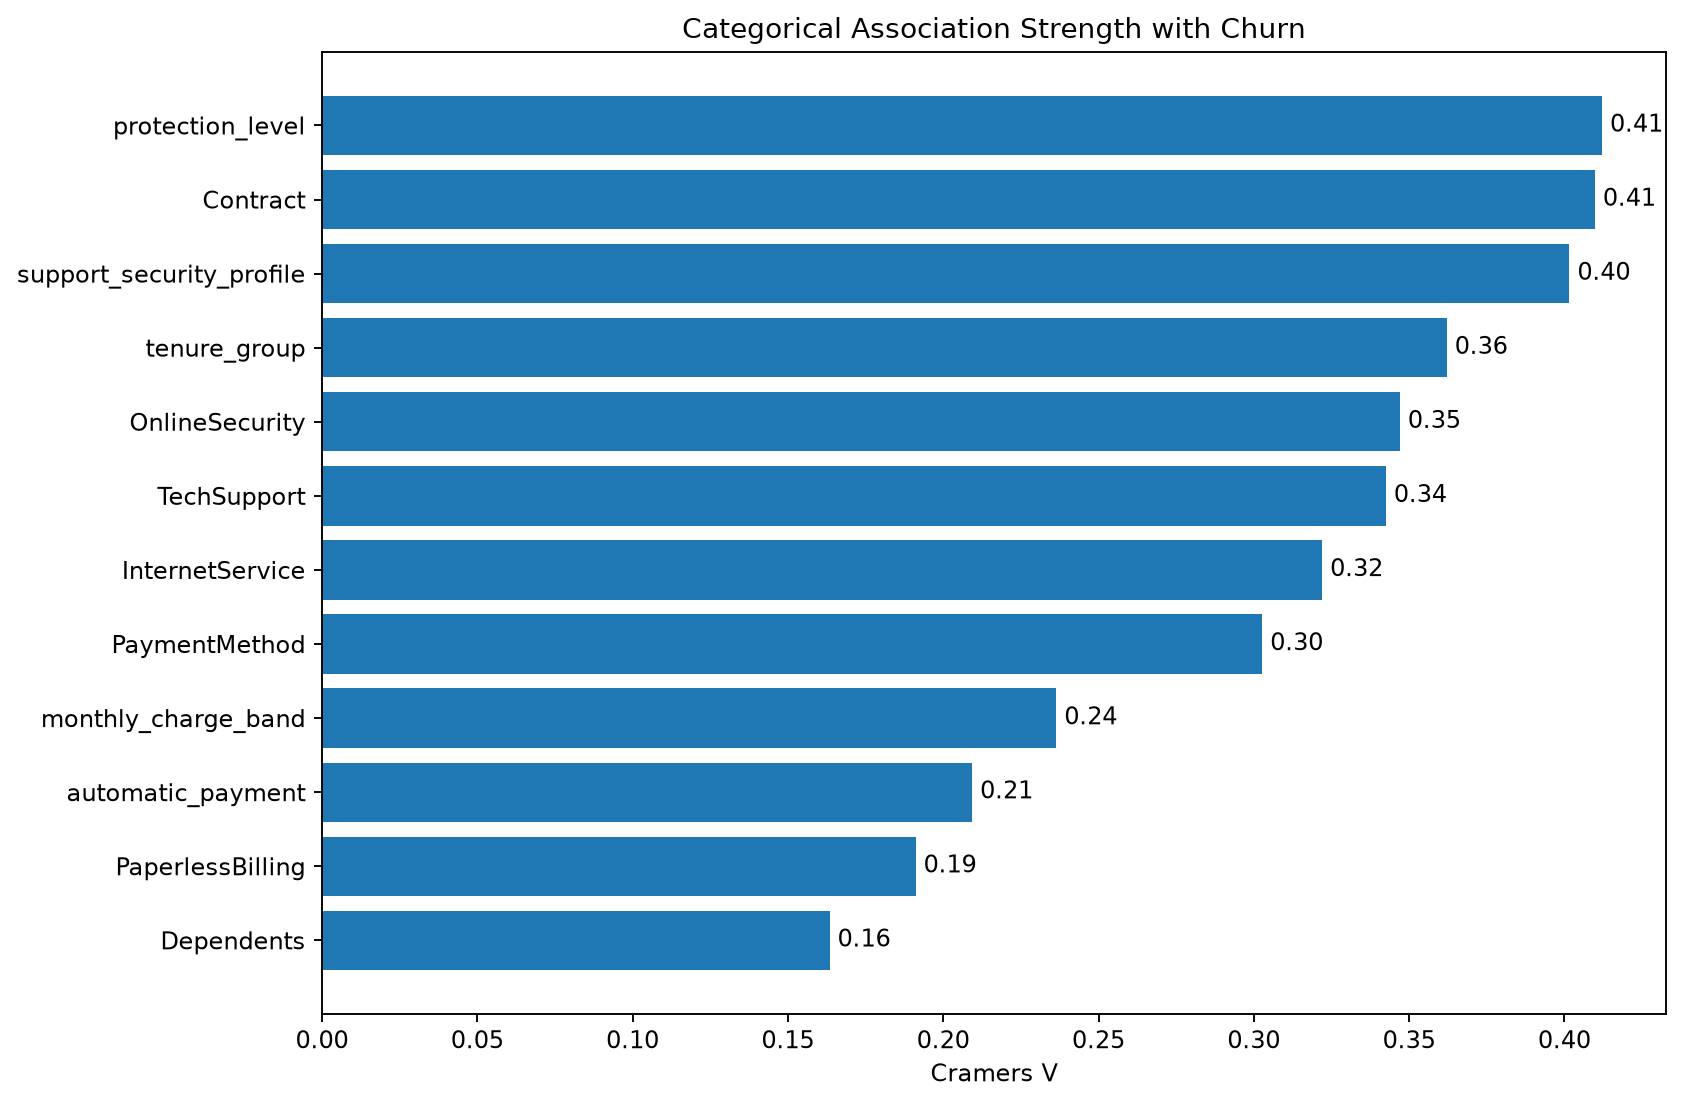 Categorical Association Strength with Churn
protection_level 0.41
Contract 0.41
support_security_profile 0.40
tenure_group 0.36
OnlineSecurity 0.35
TechSupport 0.34
InternetService 0.32
PaymentMethod 0.30
monthly_charge_band 0.24
automatic_payment 0.21
PaperlessBilling 0.19
Dependents 0.16
0.00 0.05 0.10 0.15 0.20 0.25 0.30 0.35 0.40
Cramers V